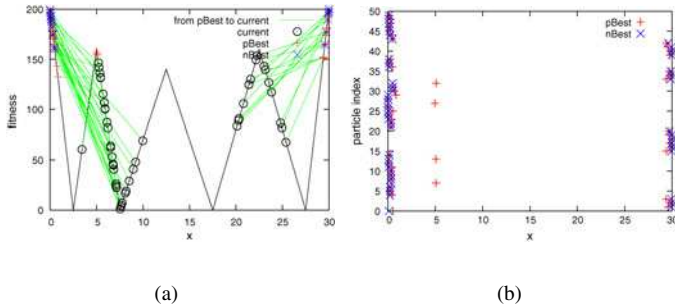 200
150
100
50
0
fitness
0 5 10 15 20 25 30
x
from pBest to current
current
pBest
nBest
(a)
50
45
40
35
30
25
20
15
10
5
0
particle index
0 5 10 15 20 25 30
x
pBest
nBest
(b)